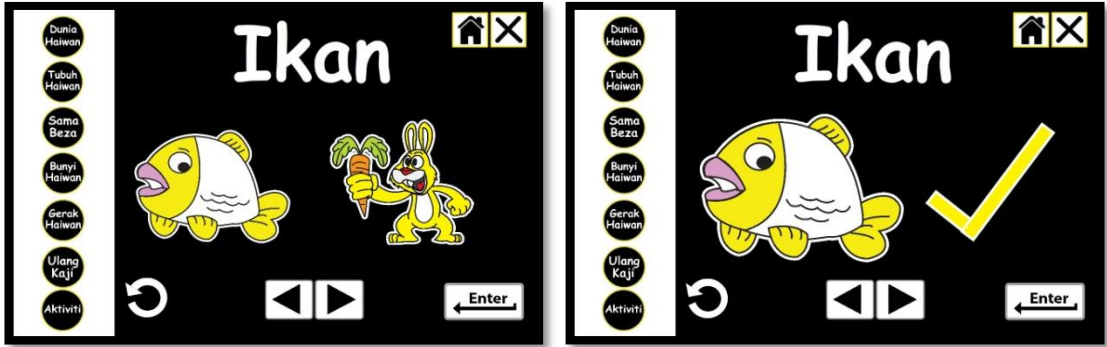 Ikan
Dunia
Haiwan
Tubuh
Haiwan
Sama
Beza
Bunyi
Haiwan
Gerak
Haiwan
Ulang
Kaji
Aktiviti
Enter
Ikan
Dunia
Haiwan
Tubuh
Haiwan
Sama
Beza
Bunyi
Haiwan
Gerak
Haiwan
Ulang
Kaji
Aktiviti
Enter